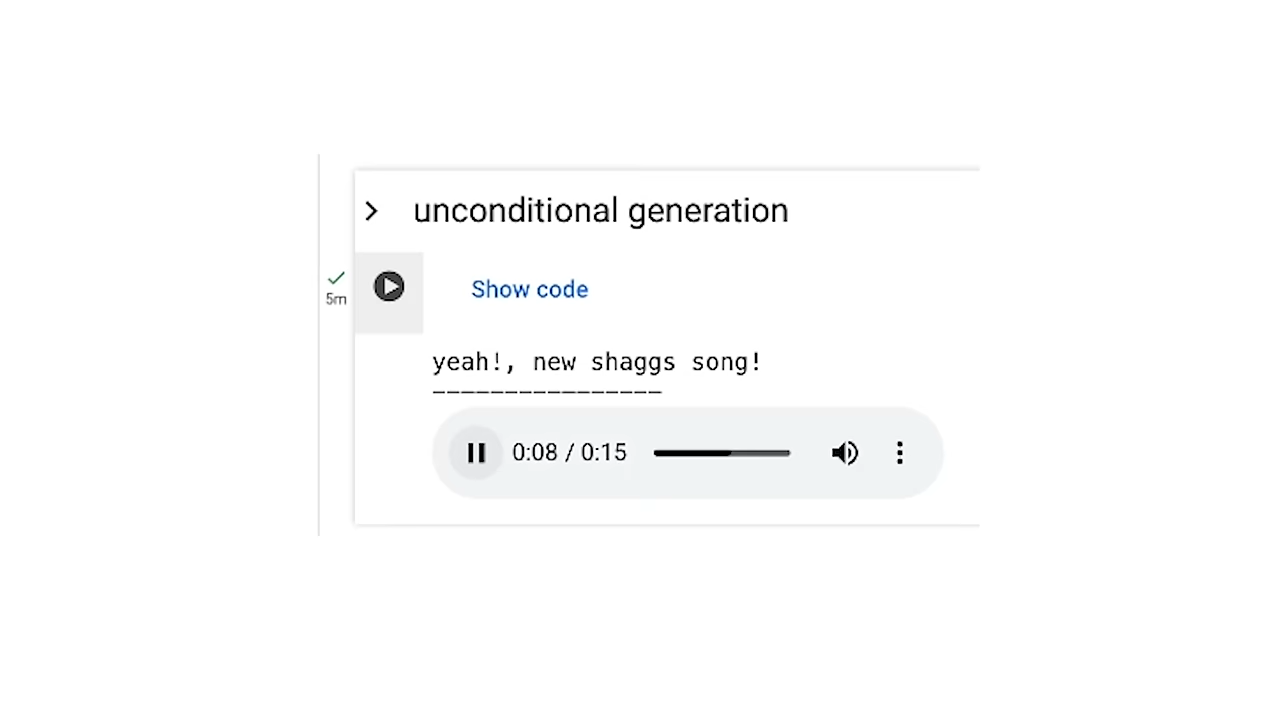 unconditional generation
5m
Show code
yeah!, new shaggs song!
----------------
0:08 / 0:15